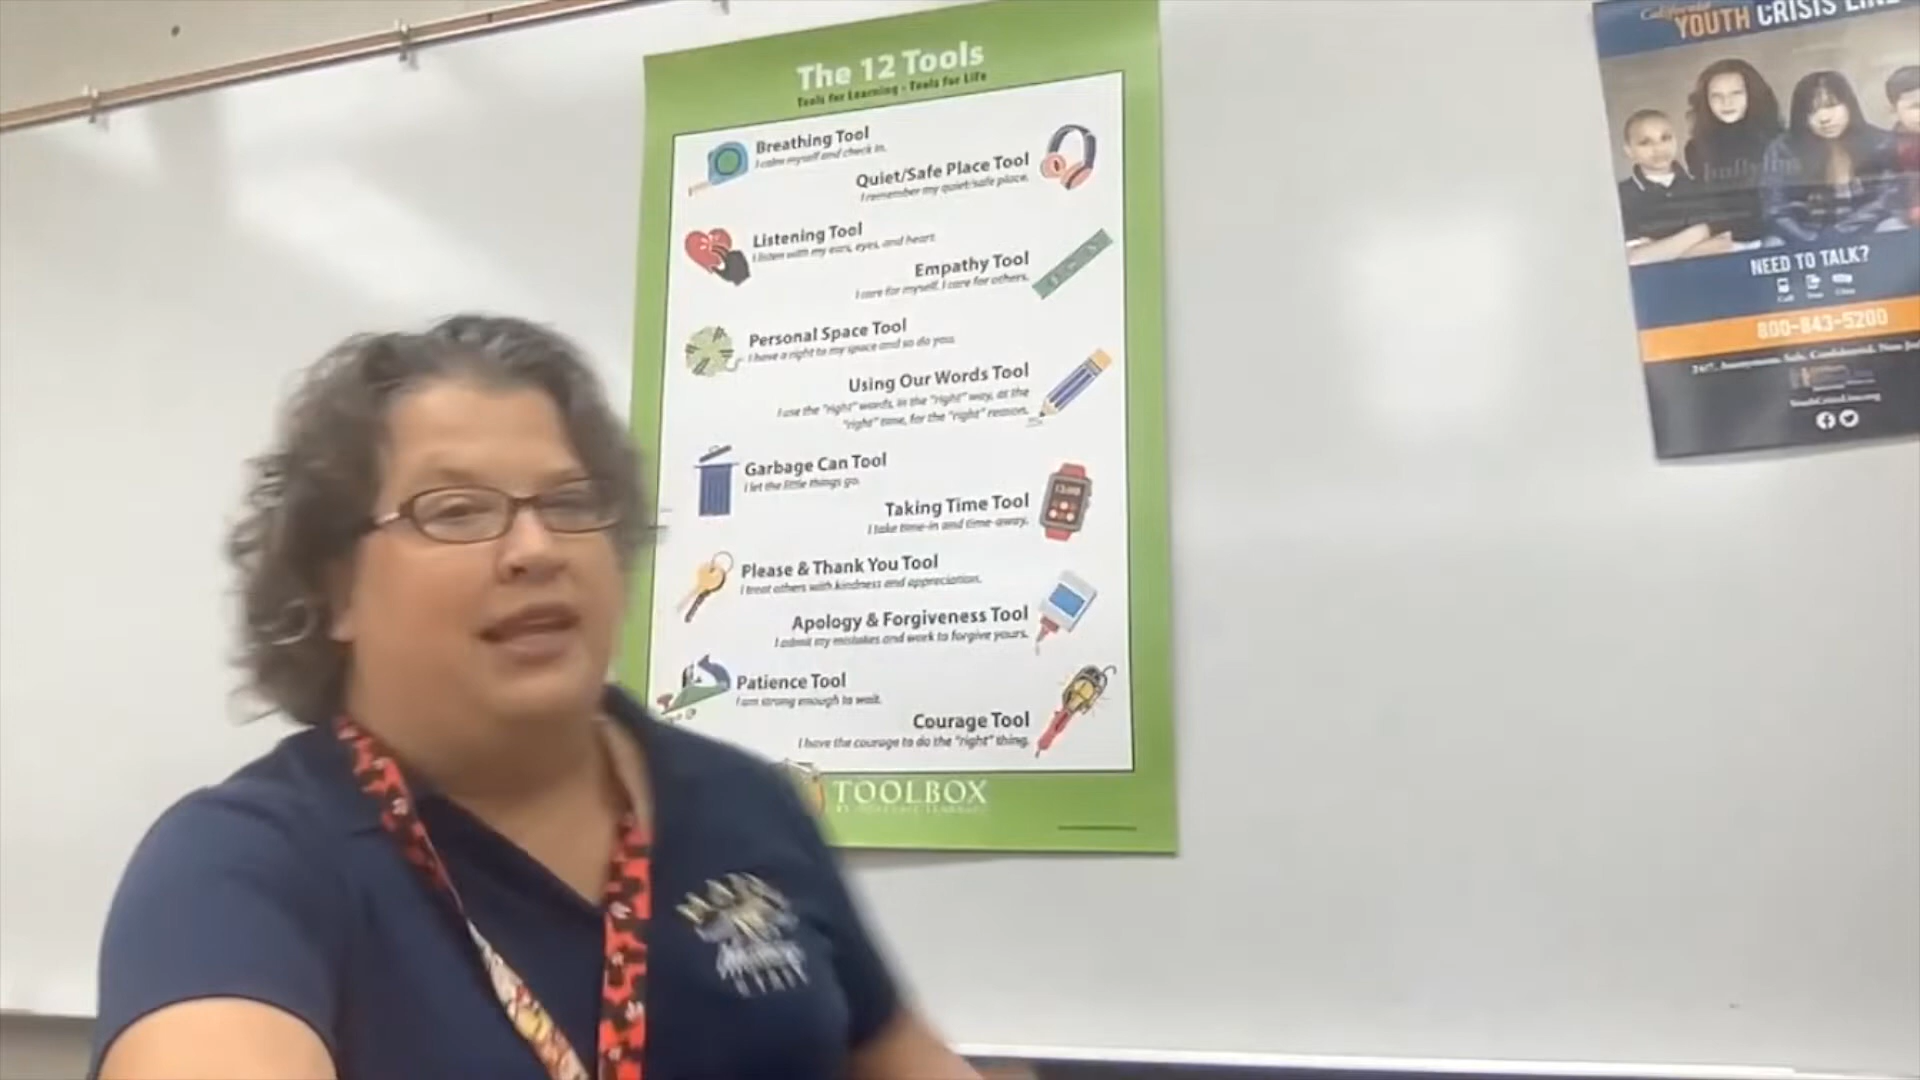 The 12 Tools
Tools for Learning • Tools for Life
Breathing Tool
I calm myself and check in.
Quiet/Safe Place Tool
I remember my quiet/safe place.
Listening Tool
I listen with my ears, eyes, and heart.
Empathy Tool
I care for myself. I care for others.
Personal Space Tool
I have a right to my space and so do you.
Using Our Words Tool
I use the "right" words, in the "right" way, at the
"right" time, for the "right" reason.
Garbage Can Tool
I let the little things go.
Taking Time Tool
I take time-in and time-away.
Please & Thank You Tool
I treat others with kindness and appreciation.
Apology & Forgiveness Tool
I admit my mistakes and work to forgive yours.
Patience Tool
I am strong enough to wait.
Courage Tool
I have the courage to do the "right" thing.
TOOLBOX
California
YOUTH CRISIS LINE
NEED TO TALK?
Call Text Chat
800-843-5200